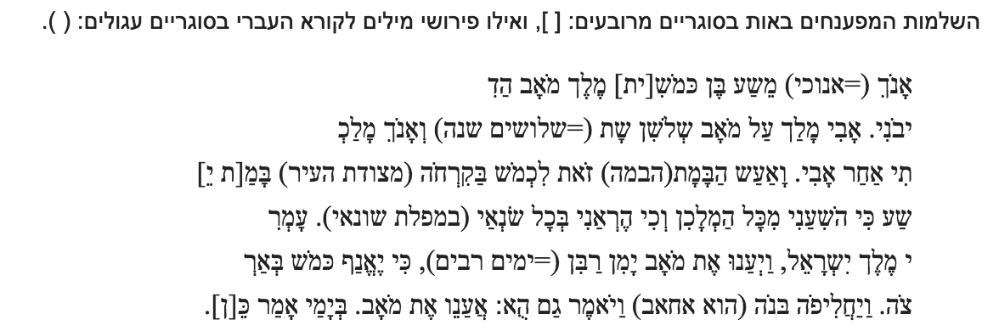 השלמות המפענחים באות בסוגריים מרובעים: [ ], ואילו פירושי מילים לקורא העברי בסוגריים עגולים: ( ).
אָנֹךִ (=אנוכי) מֵשַׁע בֶּן כּמֹשִׁ[ית] מֶלֶך מֹאָב הַדִ
יבֹנִי. אָבִי מָלַך עַל מֹאָב שְלֹשִׁן שָת (=שלושים שנה) וְאָנֹךִ מָלַכְ
תִי אַחַר אָבִי. וָאַעַשׂ הַבָּמָת(הבמה) זֹאת לִכְמֹשׁ בַּקִרְחֹה (מצודת העיר) בָּמַ[ת יֵ]
שַע כִּי הֹשִׁעַנִי מִכָּל הַמְלָכִן וְכִי הֶרְאַנִי בְּכָל שֹׂנְאַי (במפלת שונאי). עָמְרִ
י מֶלֶך יִשְׂרָאֵל, וַיְעַנוּ אֶת מֹאָב יָמִן רַבִּן (=ימים רבים), כִּי יֶאֱנַף כּמֹשׁ בְּאַרְ
צֹה. וַיַחֲלִיפֹה בּנֹה (הוא אחאב) וַיֹאמֶר גַם הֻא: אֲעַנֵו אֶת מֹאָב. בְּיָמַי אָמַר כֵּ[ן].